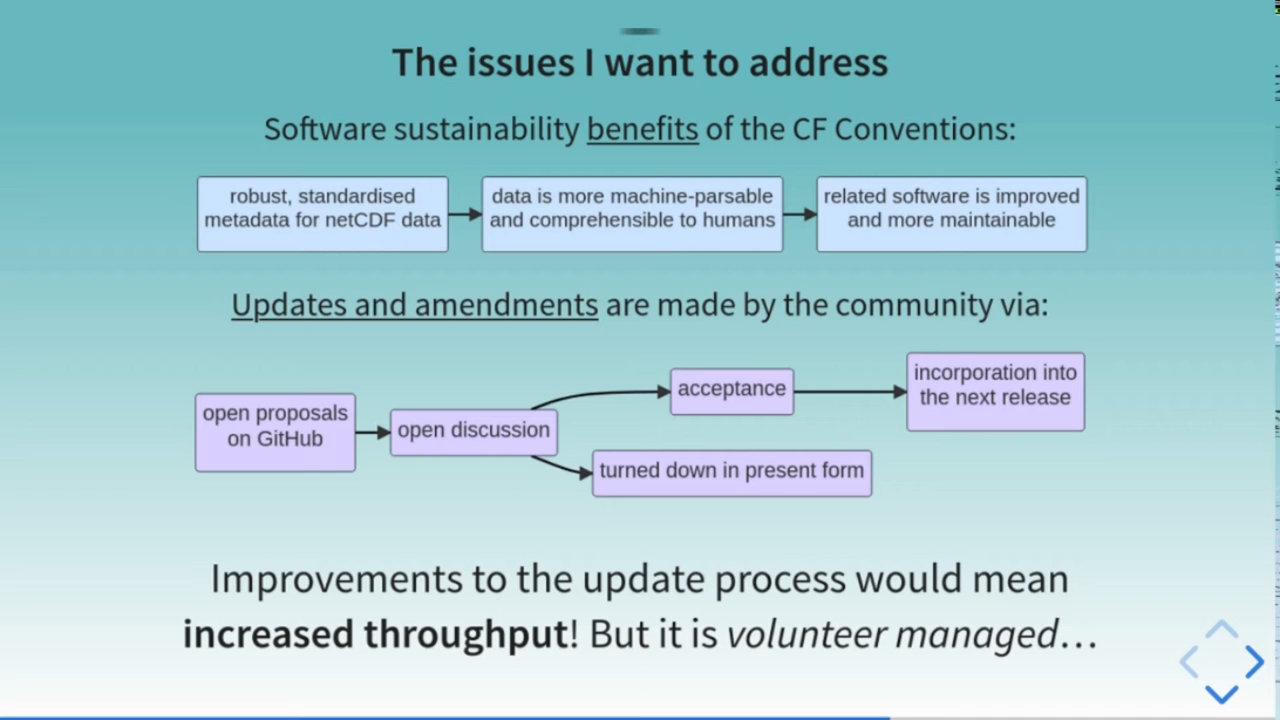 The issues I want to address
Software sustainability benefits of the CF Conventions:
robust, standardised
metadata for netCDF data
data is more machine-parsable
and comprehensible to humans
related software is improved
and more maintainable
Updates and amendments are made by the community via:
open proposals
on GitHub
open discussion
acceptance
incorporation into
the next release
turned down in present form
Improvements to the update process would mean
increased throughput! But it is volunteer managed...